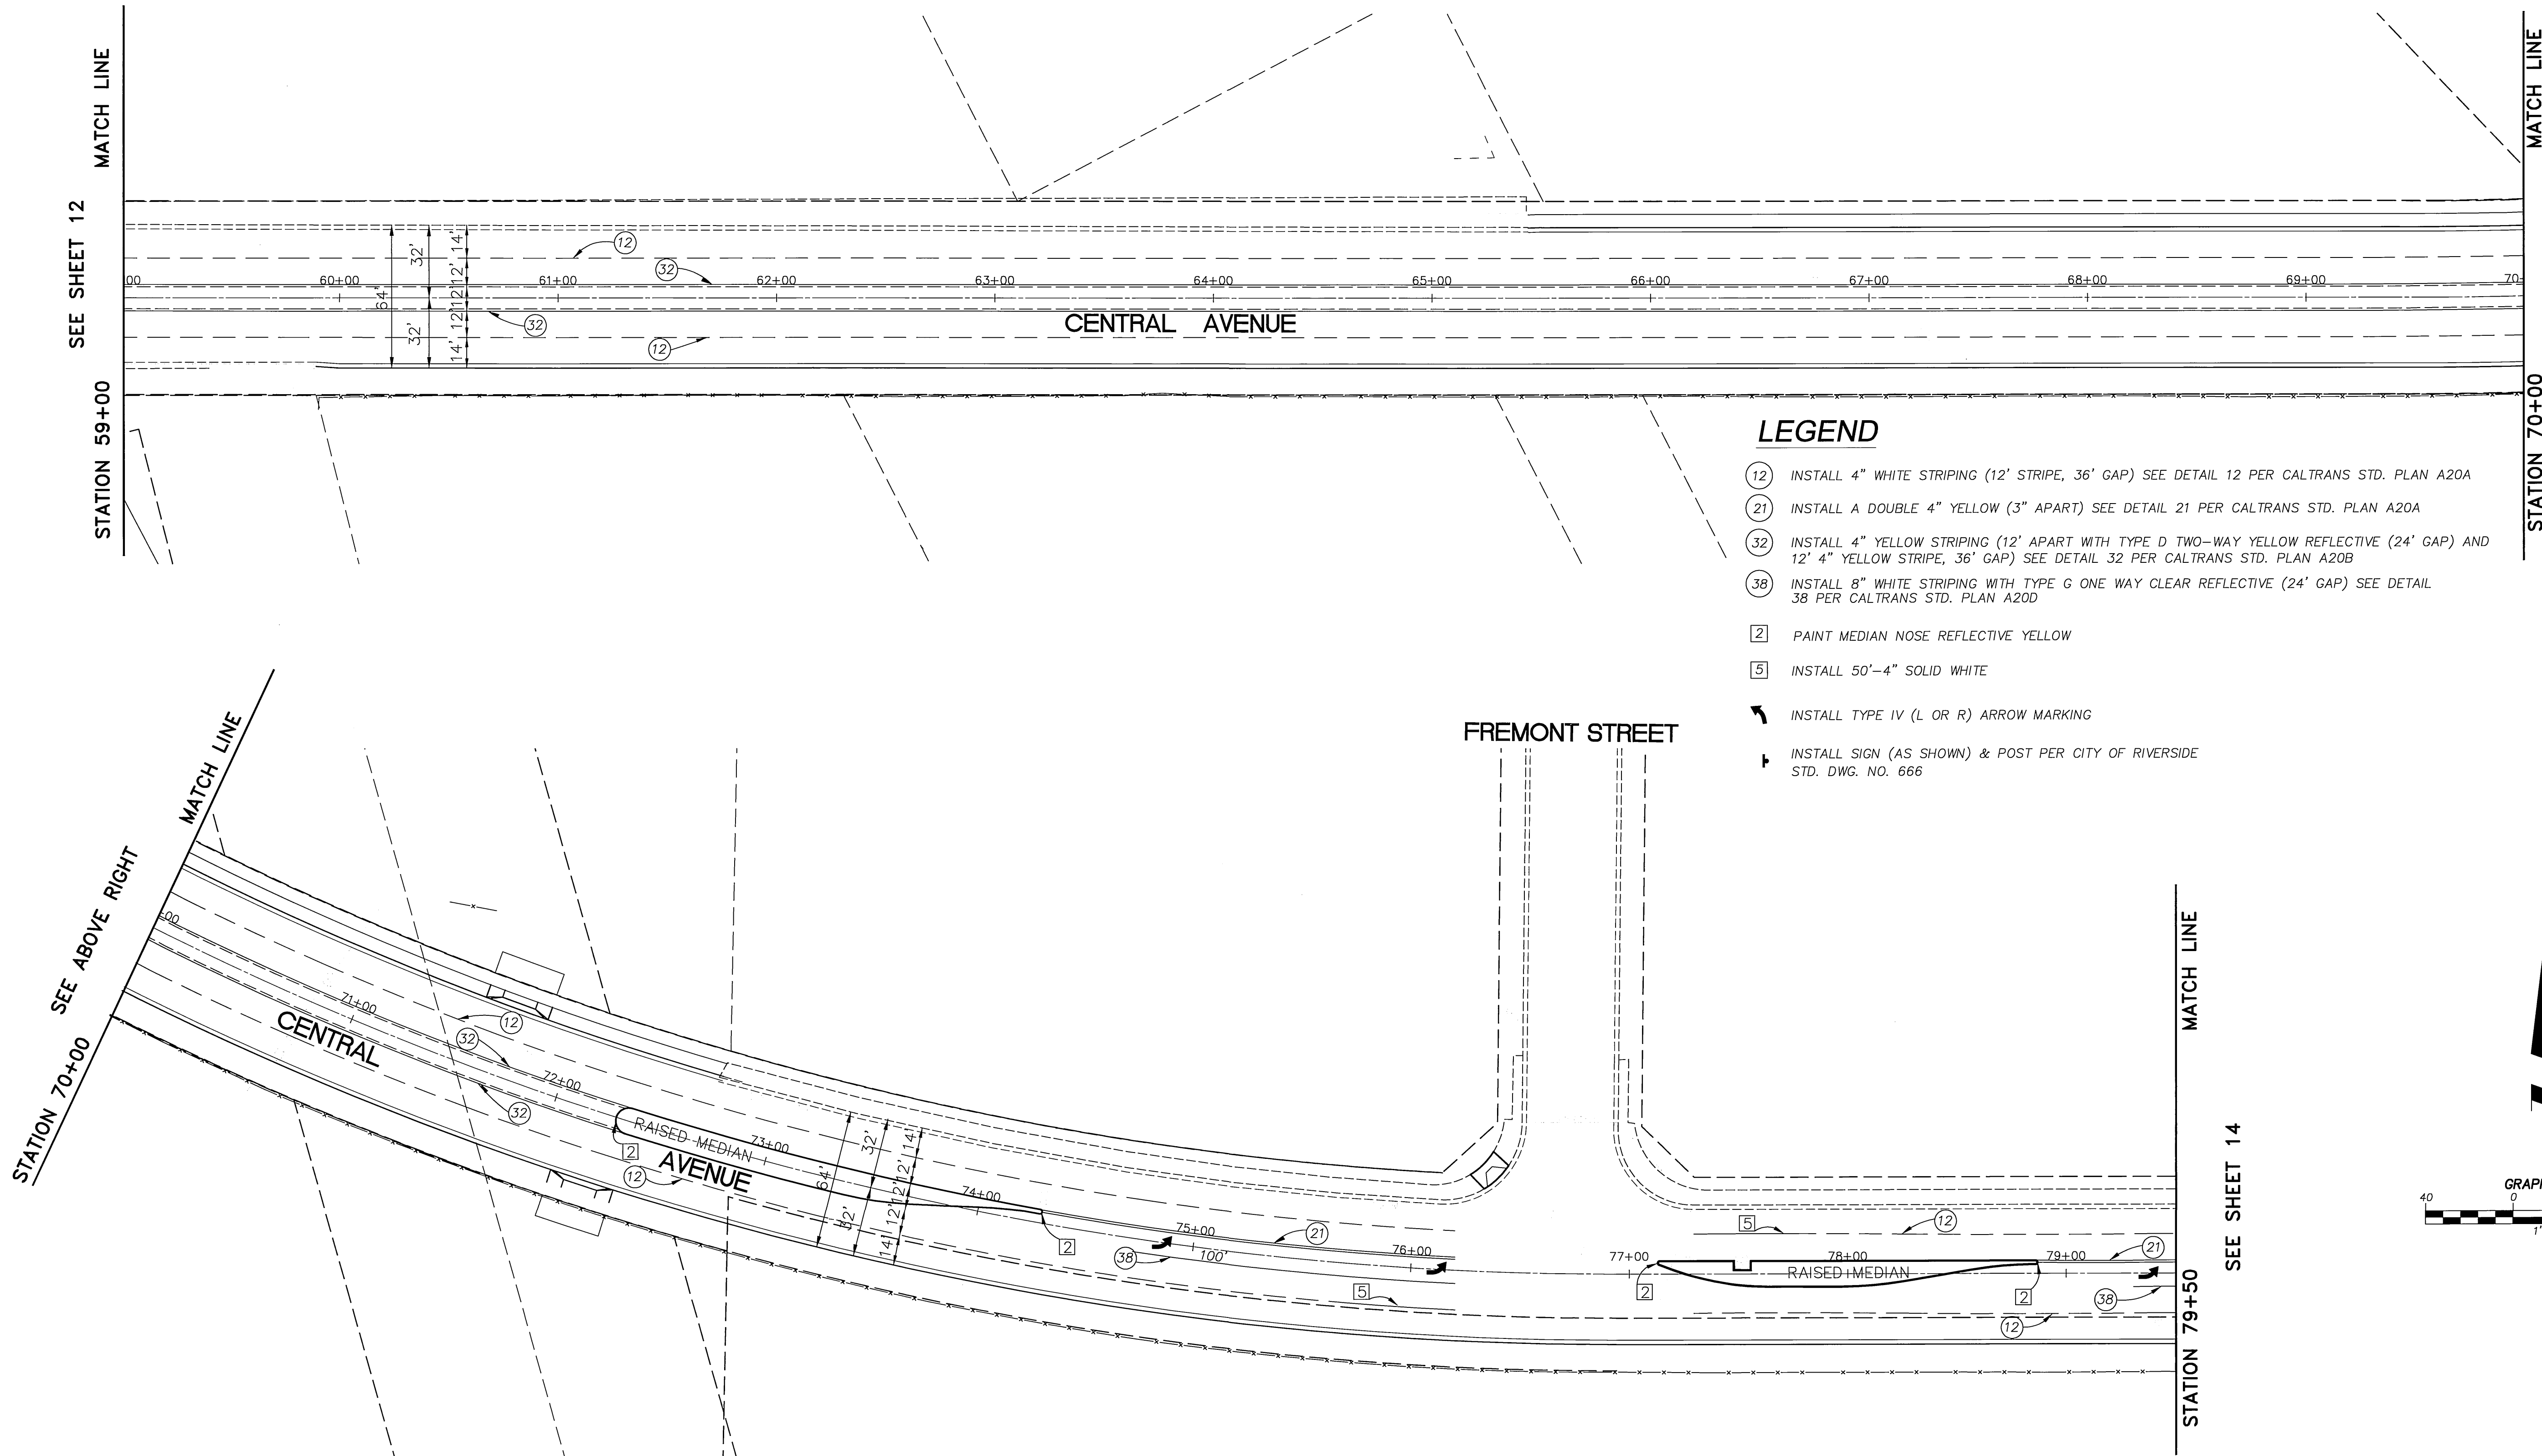 MATCH LINE
SEE SHEET 12
STATION 59+00
MATCH LINE
STATION 70+00
64'
32'
32'
14'
12'
12'
12'
14'
12
32
32
12
00
60+00
61+00
62+00
63+00
64+00
65+00
66+00
67+00
68+00
69+00
70-
CENTRAL AVENUE
LEGEND
12 INSTALL 4" WHITE STRIPING (12' STRIPE, 36' GAP) SEE DETAIL 12 PER CALTRANS STD. PLAN A20A
21 INSTALL A DOUBLE 4" YELLOW (3" APART) SEE DETAIL 21 PER CALTRANS STD. PLAN A20A
32 INSTALL 4" YELLOW STRIPING (12' APART WITH TYPE D TWO-WAY YELLOW REFLECTIVE (24' GAP) AND
12' 4" YELLOW STRIPE, 36' GAP) SEE DETAIL 32 PER CALTRANS STD. PLAN A20B
38 INSTALL 8" WHITE STRIPING WITH TYPE G ONE WAY CLEAR REFLECTIVE (24' GAP) SEE DETAIL
38 PER CALTRANS STD. PLAN A20D
2 PAINT MEDIAN NOSE REFLECTIVE YELLOW
5 INSTALL 50'-4" SOLID WHITE
INSTALL TYPE IV (L OR R) ARROW MARKING
INSTALL SIGN (AS SHOWN) & POST PER CITY OF RIVERSIDE
STD. DWG. NO. 666
MATCH LINE
SEE ABOVE RIGHT
STATION 70+00
FREMONT STREET
+00
71+00
72+00
73+00
74+00
75+00
76+00
77+00
78+00
79+00
CENTRAL
AVENUE
12
32
32
2
12
RAISED MEDIAN
64'
32'
32'
14'
12'
12'
12'
14'
2
38
100'
21
5
5
12
21
RAISED MEDIAN
2
2
38
12
MATCH LINE
SEE SHEET 14
STATION 79+50
GRAPH
40
0
1"